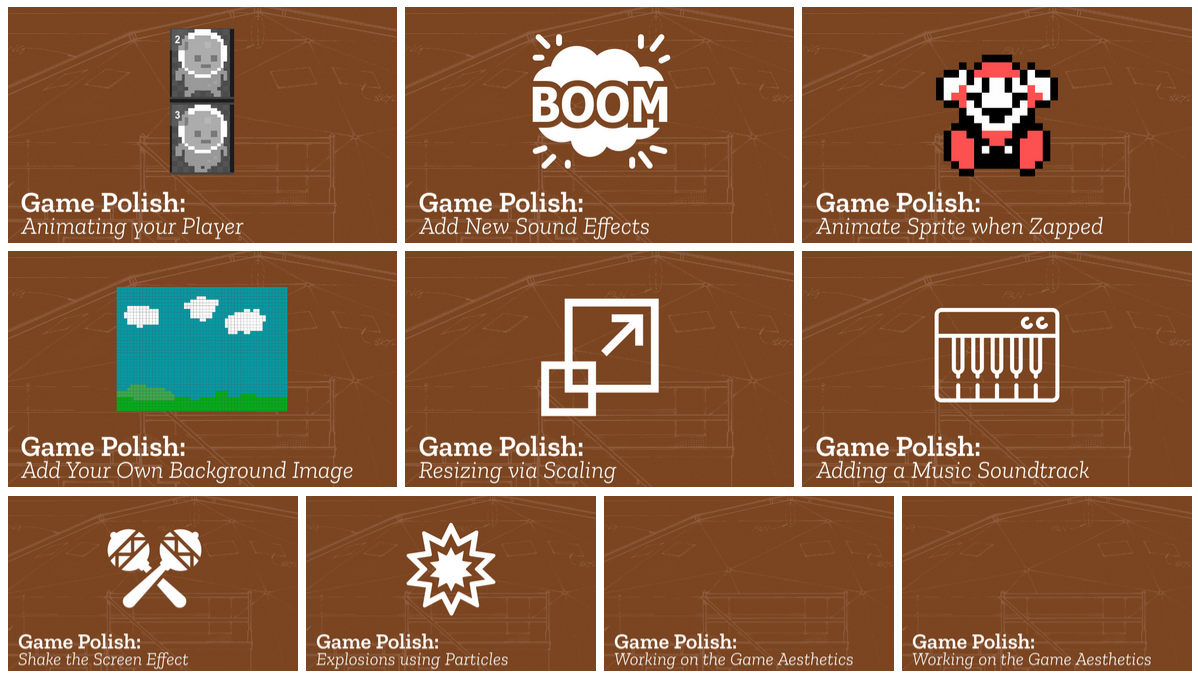 2
3
Game Polish:
Animating your Player
BOOM
Game Polish:
Add New Sound Effects
Game Polish:
Animate Sprite when Zapped
Game Polish:
Add Your Own Background Image
Game Polish:
Resizing via Scaling
Game Polish:
Adding a Music Soundtrack
Game Polish:
Shake the Screen Effect
Game Polish:
Explosions using Particles
Game Polish:
Working on the Game Aesthetics
Game Polish:
Working on the Game Aesthetics